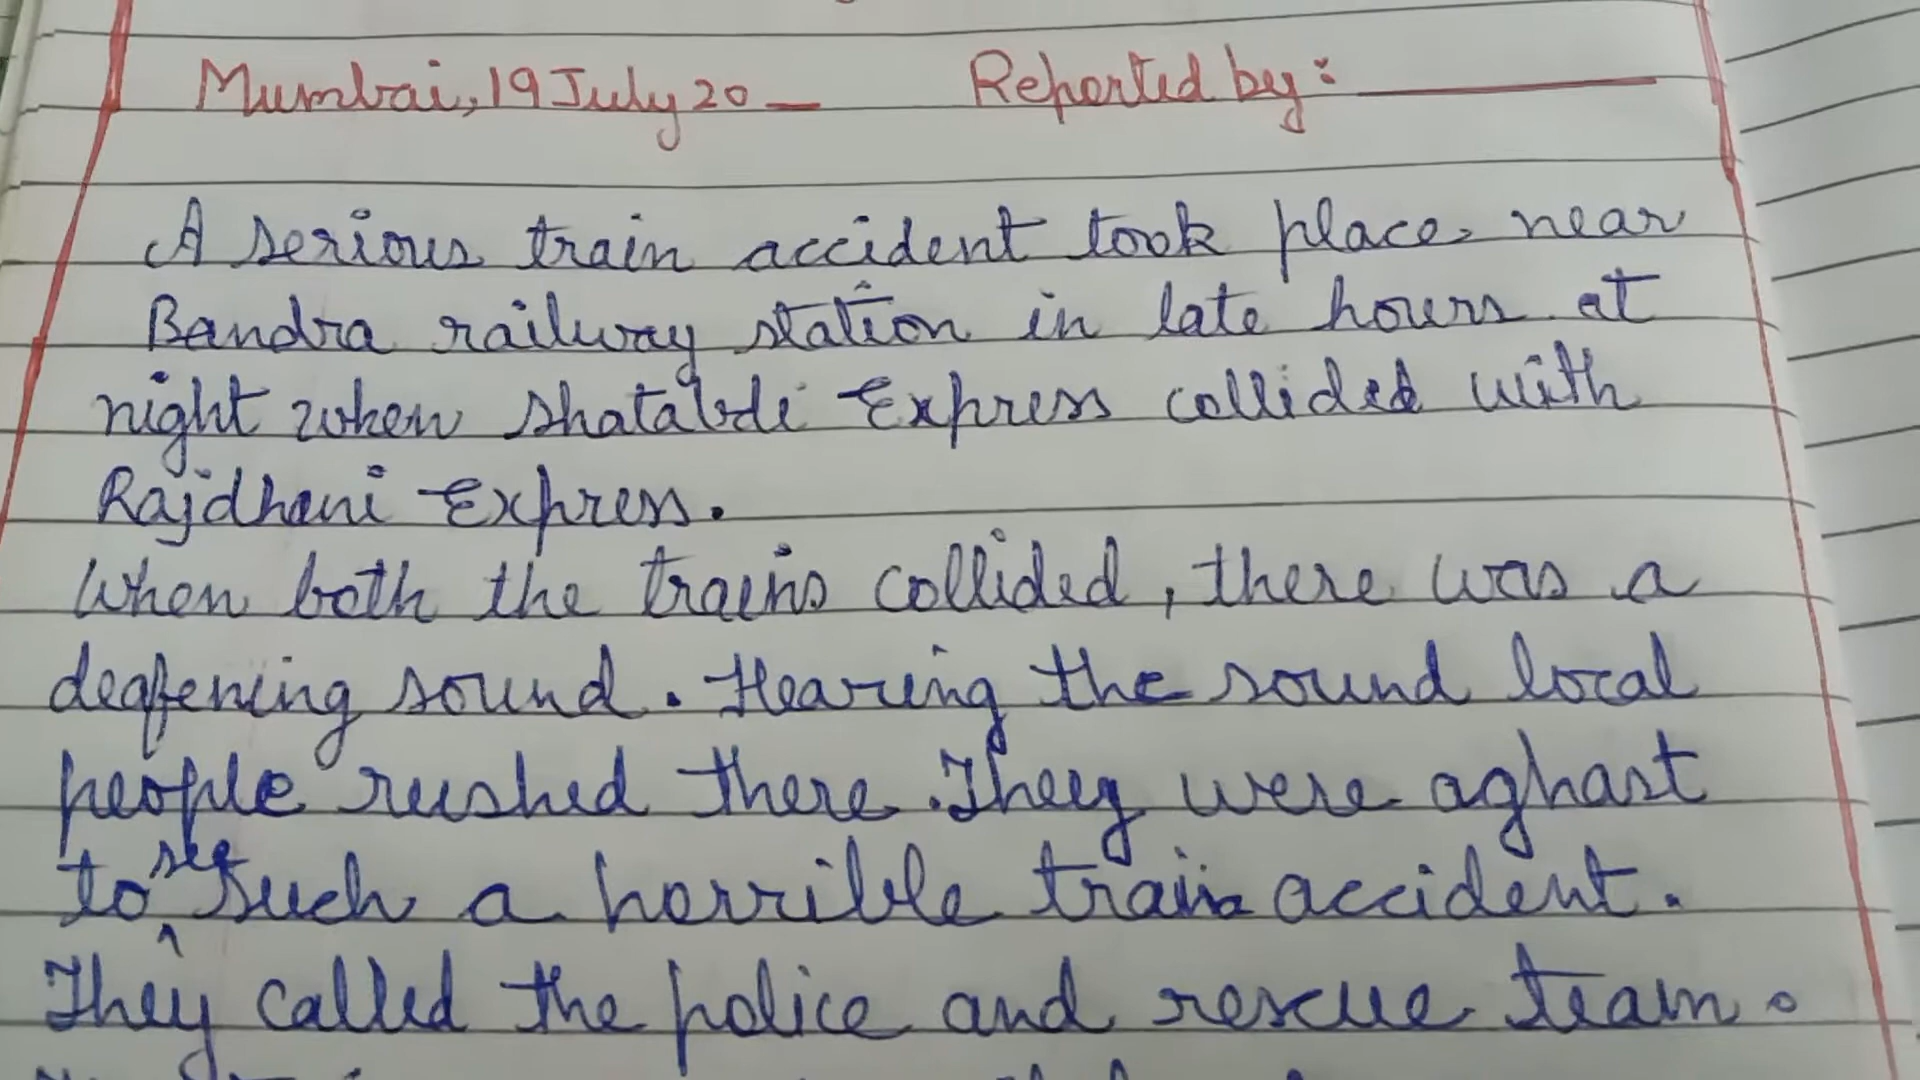 Mumbai, 19 July 20 _ Reported by: ________
A serious train accident took place near
Bandra railway station in late hours at
night when Shatabdi Express collided with
Rajdhani Express.
When both the trains collided, there was a
deafening sound. Hearing the sound local
people rushed there. They were aghast
to see such a horrible train accident.
They called the police and rescue team.